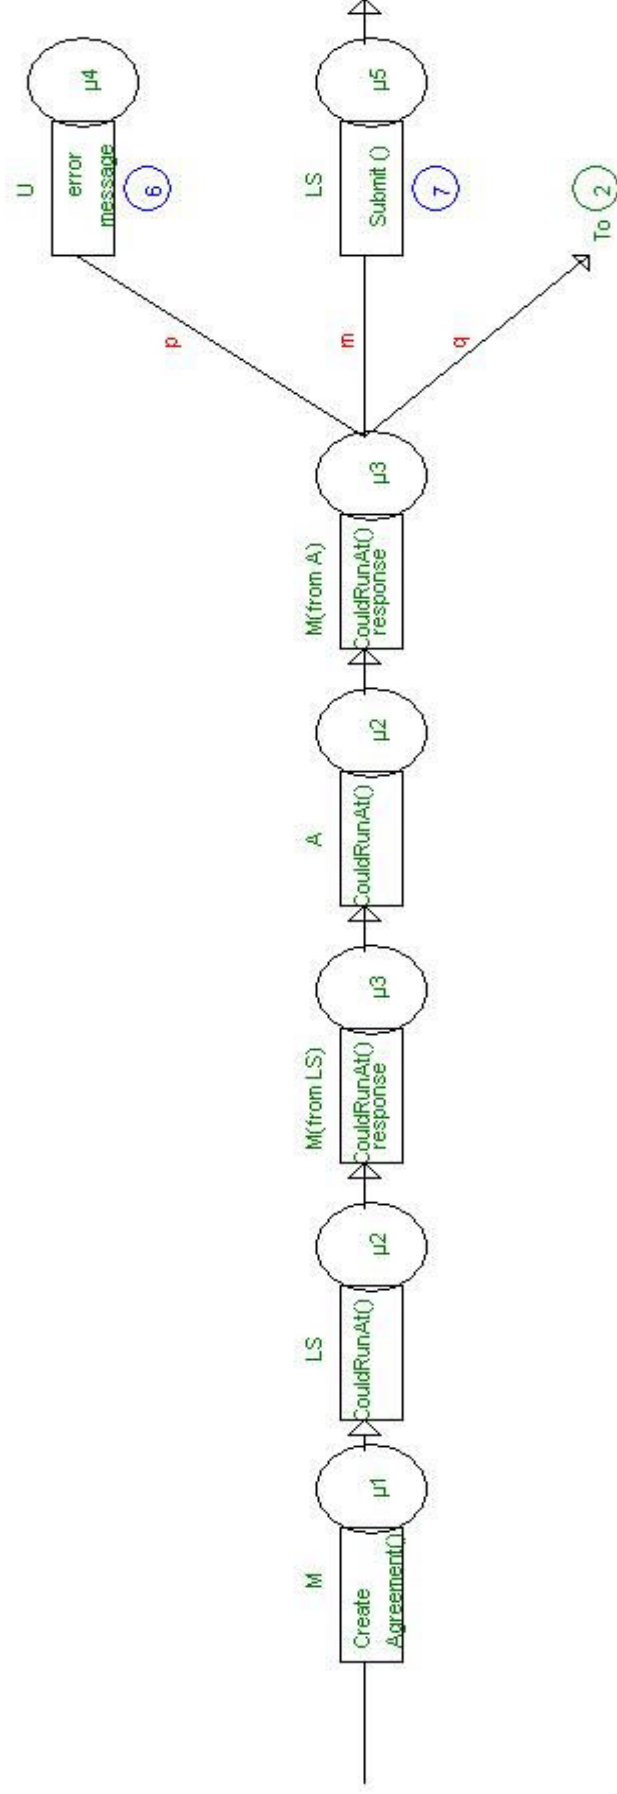 M
Create
Agreement()
µ1
LS
CouldRunAt()
µ2
M(from LS)
CouldRunAt()
response
µ3
A
CouldRunAt()
µ2
M(from A)
CouldRunAt()
response
µ3
p
m
q
U
error
message
µ4
6
LS
Submit ()
µ5
7
To 2